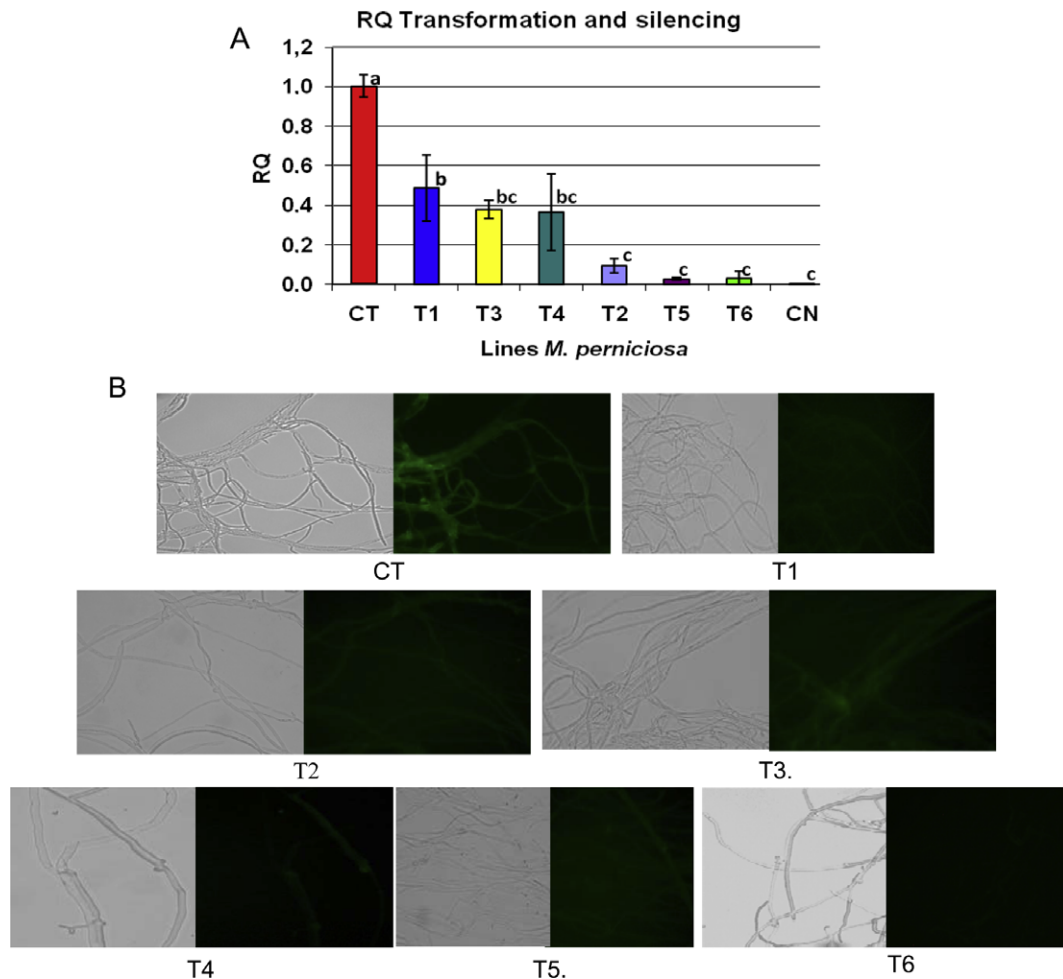 A
RQ Transformation and silencing
1,2
1.0
0.8
0.6
0.4
0.2
0.0
RQ
a
b
bc
bc
c
c
c
c
CT T1 T3 T4 T2 T5 T6 CN
Lines M. perniciosa
B
CT T1
T2 T3.
T4 T5. T6